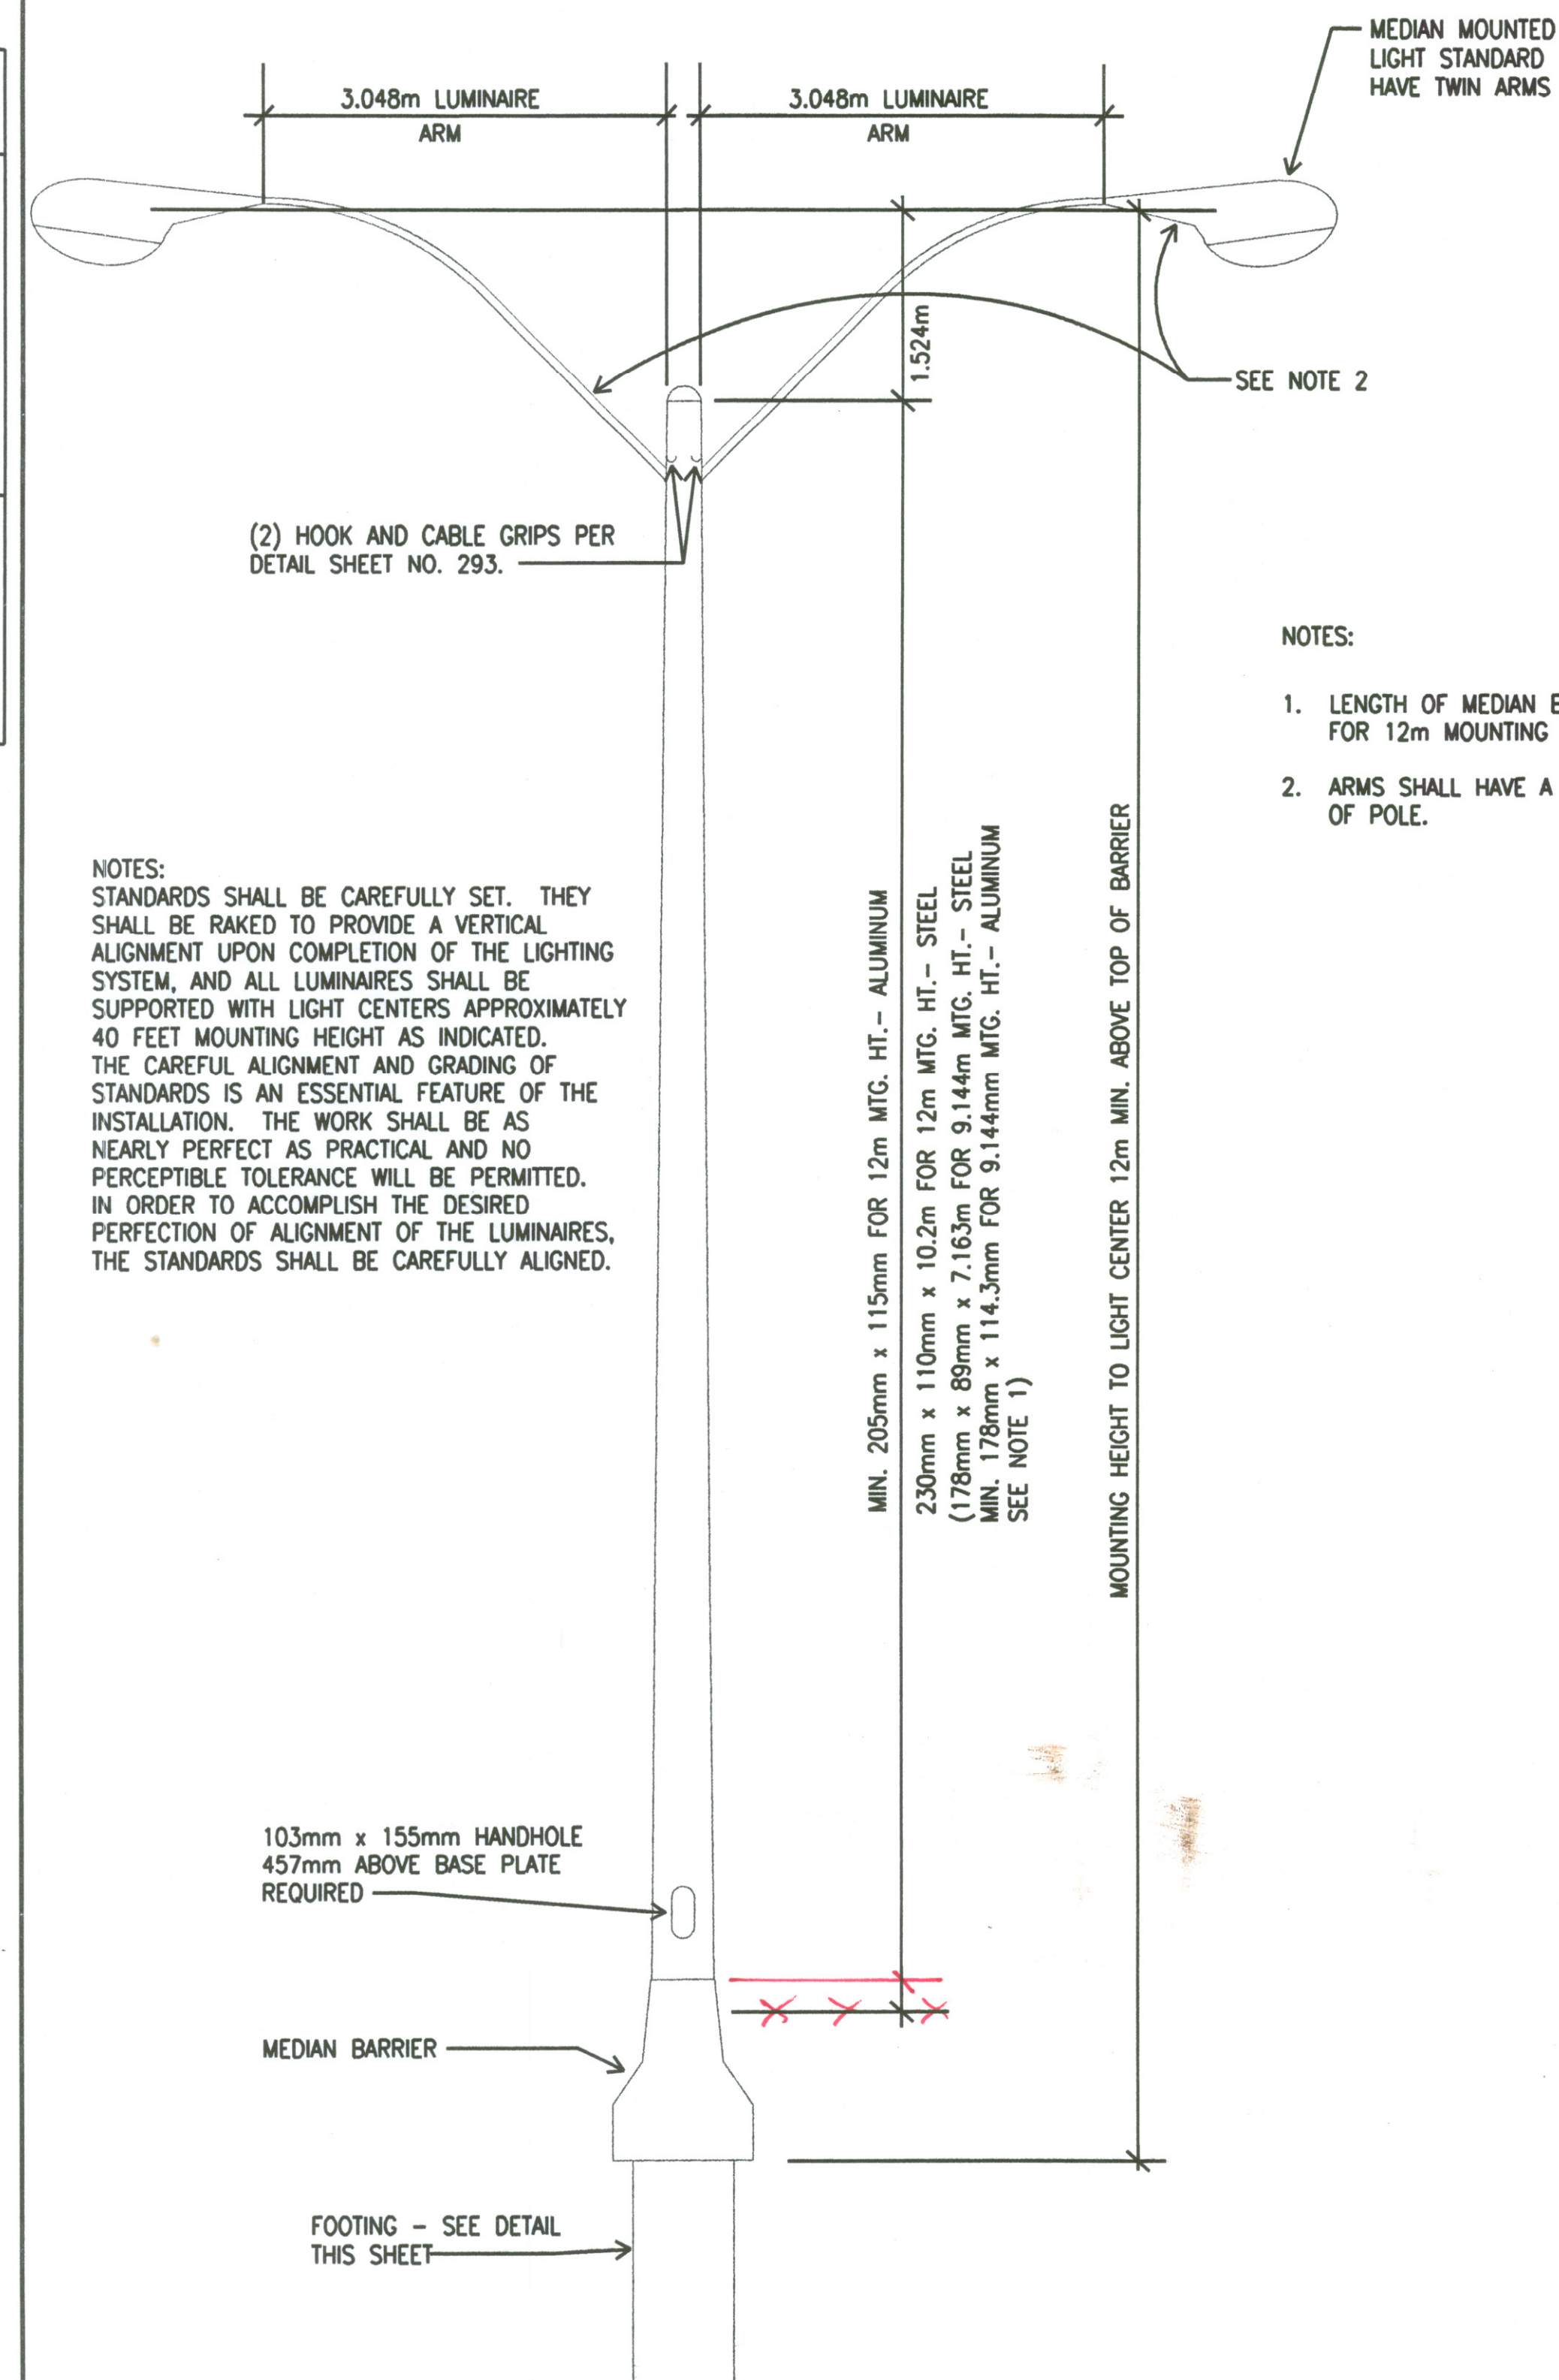 MEDIAN MOUNTED
LIGHT STANDARD
HAVE TWIN ARMS
3.048m LUMINAIRE
ARM
3.048m LUMINAIRE
ARM
1.524m
SEE NOTE 2
(2) HOOK AND CABLE GRIPS PER
DETAIL SHEET NO. 293.
NOTES:
1. LENGTH OF MEDIAN
FOR 12m MOUNTING
2. ARMS SHALL HAVE A
OF POLE.
NOTES:
STANDARDS SHALL BE CAREFULLY SET. THEY
SHALL BE RAKED TO PROVIDE A VERTICAL
ALIGNMENT UPON COMPLETION OF THE LIGHTING
SYSTEM, AND ALL LUMINAIRES SHALL BE
SUPPORTED WITH LIGHT CENTERS APPROXIMATELY
40 FEET MOUNTING HEIGHT AS INDICATED.
THE CAREFUL ALIGNMENT AND GRADING OF
STANDARDS IS AN ESSENTIAL FEATURE OF THE
INSTALLATION. THE WORK SHALL BE AS
NEARLY PERFECT AS PRACTICAL AND NO
PERCEPTIBLE TOLERANCE WILL BE PERMITTED.
IN ORDER TO ACCOMPLISH THE DESIRED
PERFECTION OF ALIGNMENT OF THE LUMINAIRES,
THE STANDARDS SHALL BE CAREFULLY ALIGNED.
MIN. 205mm x 115mm FOR 12m MTG. HT.- ALUMINUM
230mm x 110mm x 10.2m FOR 12m MTG. HT.- STEEL
(178mm x 89mm x 7.163m FOR 9.144m MTG. HT.- STEEL
MIN. 178mm x 114.3mm FOR 9.144mm MTG. HT.- ALUMINUM
SEE NOTE 1)
MOUNTING HEIGHT TO LIGHT CENTER 12m MIN. ABOVE TOP OF BARRIER
103mm x 155mm HANDHOLE
457mm ABOVE BASE PLATE
REQUIRED
MEDIAN BARRIER
FOOTING - SEE DETAIL
THIS SHEET